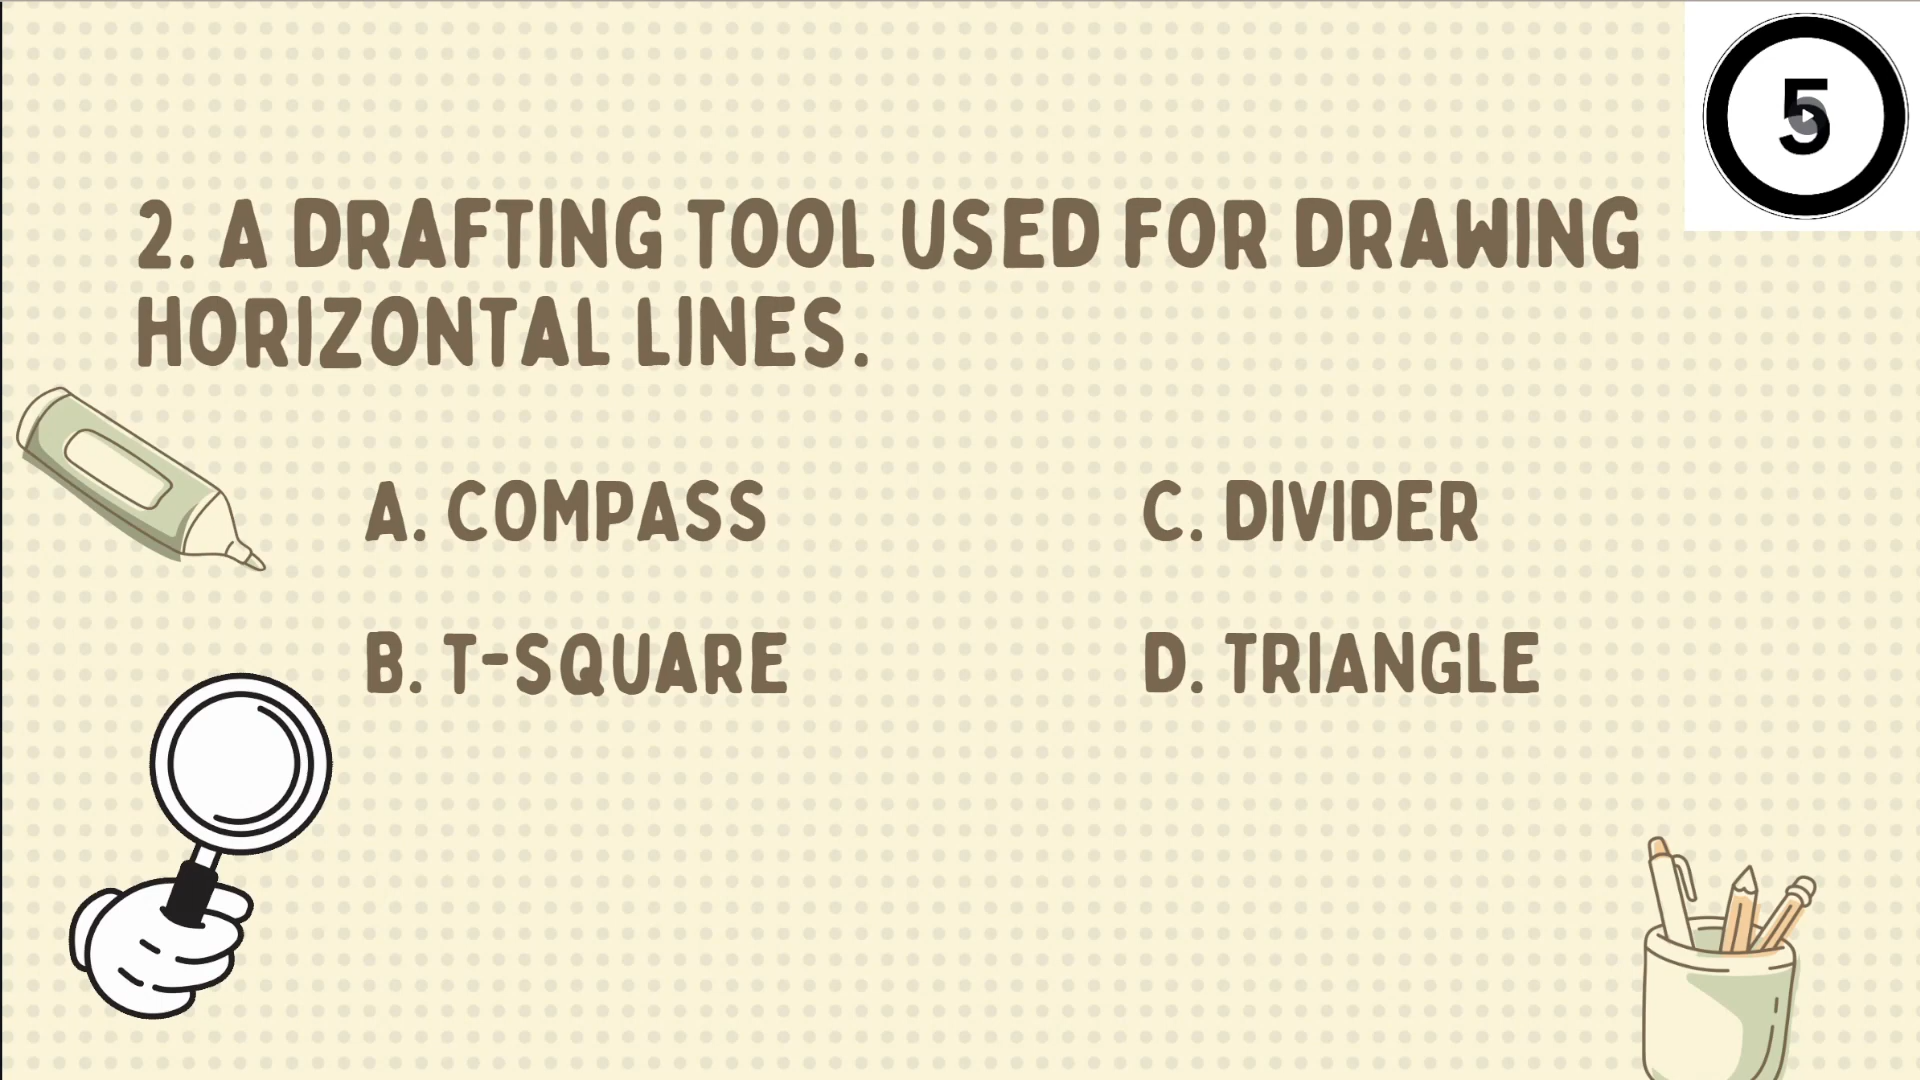 5
2. A DRAFTING TOOL USED FOR DRAWING
HORIZONTAL LINES.
A. COMPASS
B. T-SQUARE
C. DIVIDER
D. TRIANGLE